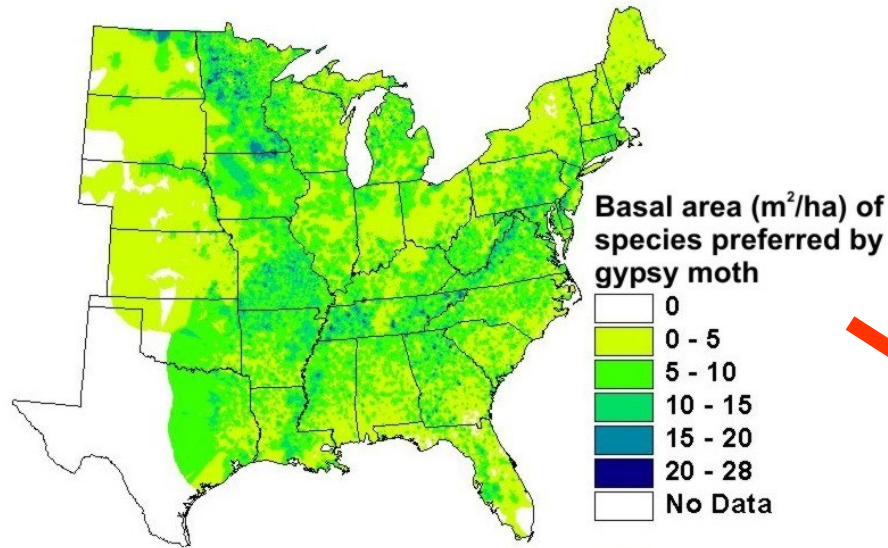 Basal area (m²/ha) of
species preferred by
gypsy moth
0
0 - 5
5 - 10
10 - 15
15 - 20
20 - 28
No Data